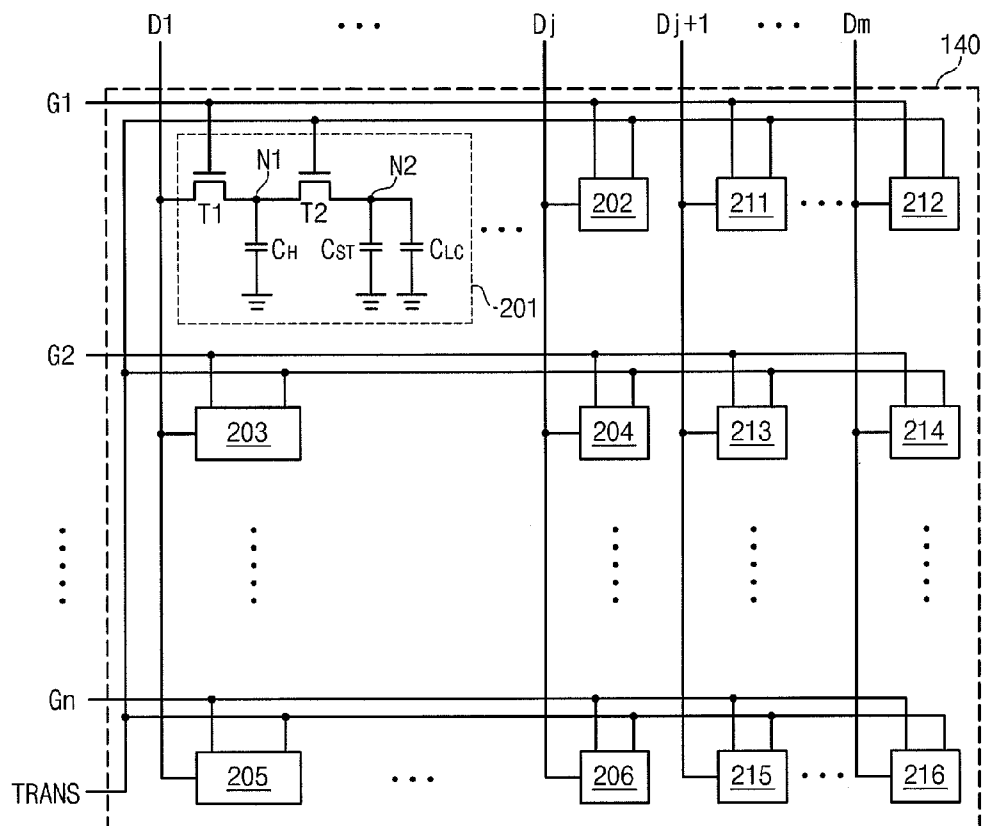 D1 ... Dj Dj+1 ... Dm
140
G1
N1 N2
T1 T2
202 211 .... 212
CH CST CLC ...
201
G2
203 204 213 214
Gn
205 ... 206 215 .... 216
TRANS